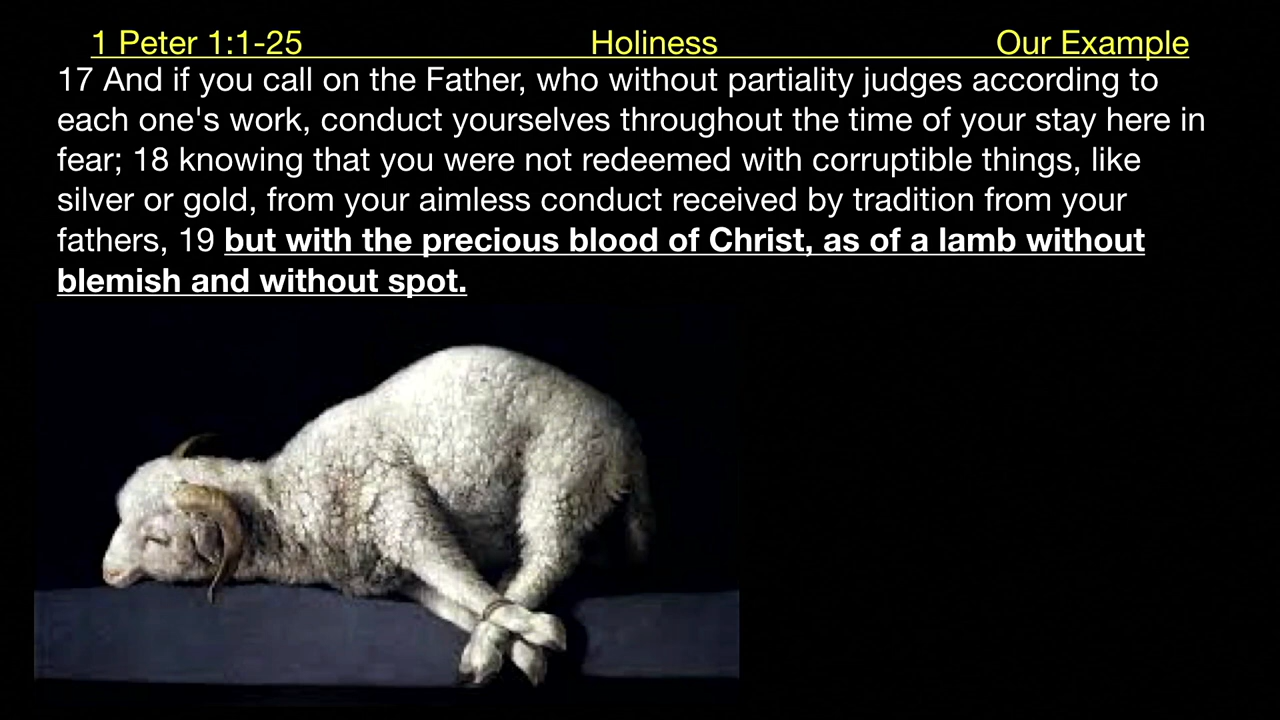 1 Peter 1:1-25 Holiness Our Example
17 And if you call on the Father, who without partiality judges according to
each one's work, conduct yourselves throughout the time of your stay here in
fear; 18 knowing that you were not redeemed with corruptible things, like
silver or gold, from your aimless conduct received by tradition from your
fathers, 19 but with the precious blood of Christ, as of a lamb without
blemish and without spot.